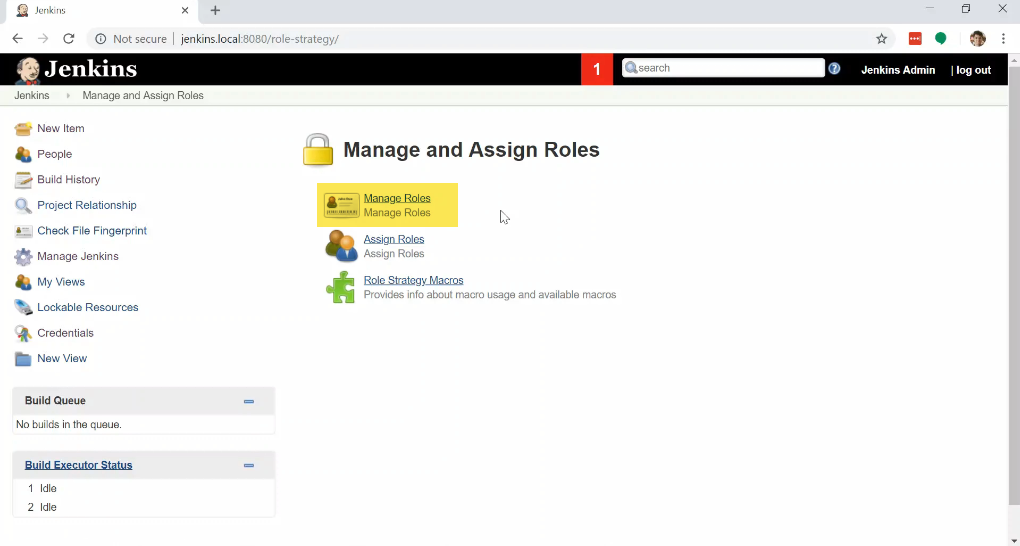 Jenkins
Not secure
jenkins.local:8080/role-strategy/
Jenkins
1
search
Jenkins Admin
| log out
Jenkins
Manage and Assign Roles
New Item
People
Build History
Project Relationship
Check File Fingerprint
Manage Jenkins
My Views
Lockable Resources
Credentials
New View
Build Queue
No builds in the queue.
Build Executor Status
1 Idle
2 Idle
Manage and Assign Roles
Manage Roles
Manage Roles
Assign Roles
Assign Roles
Role Strategy Macros
Provides info about macro usage and available macros